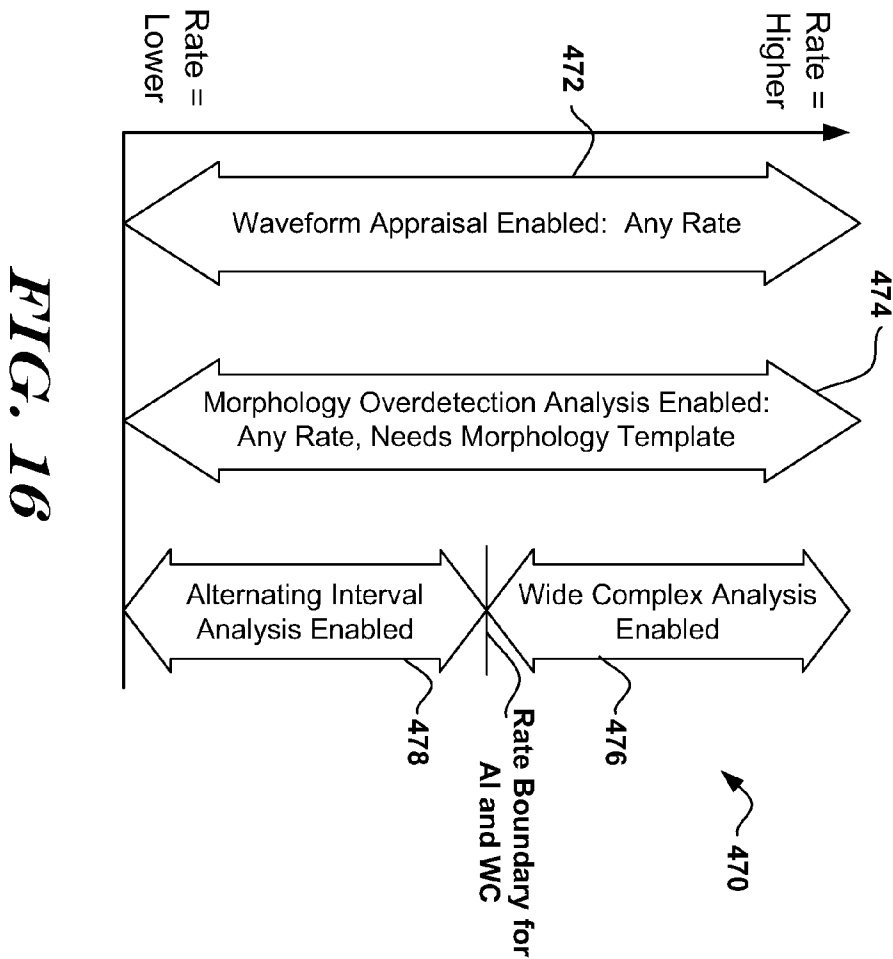 Rate =
Higher
Rate =
Lower
472
Waveform Appraisal Enabled: Any Rate
474
Morphology Overdetection Analysis Enabled:
Any Rate, Needs Morphology Template
Wide Complex Analysis
Enabled
476
Alternating Interval
Analysis Enabled
478
Rate Boundary for
AI and WC
470
FIG. 16